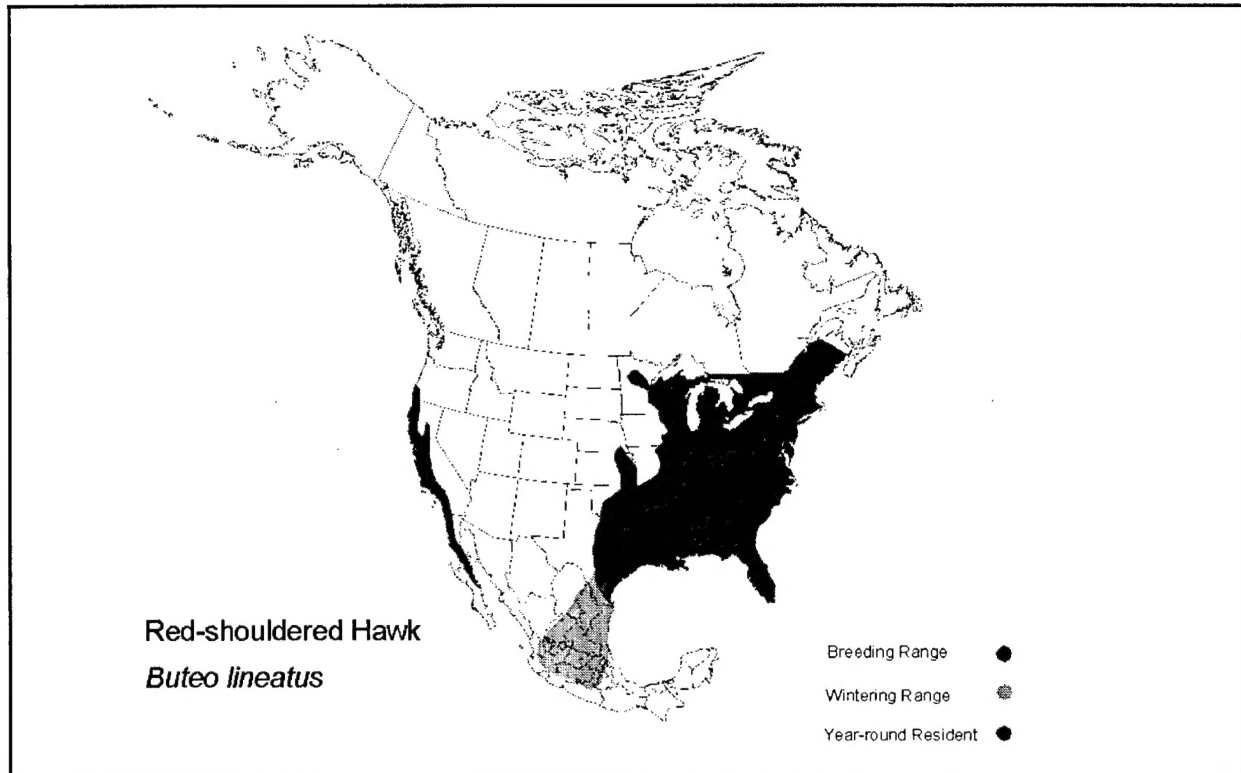 Red-shouldered Hawk
Buteo lineatus
Breeding Range
Wintering Range
Year-round Resident